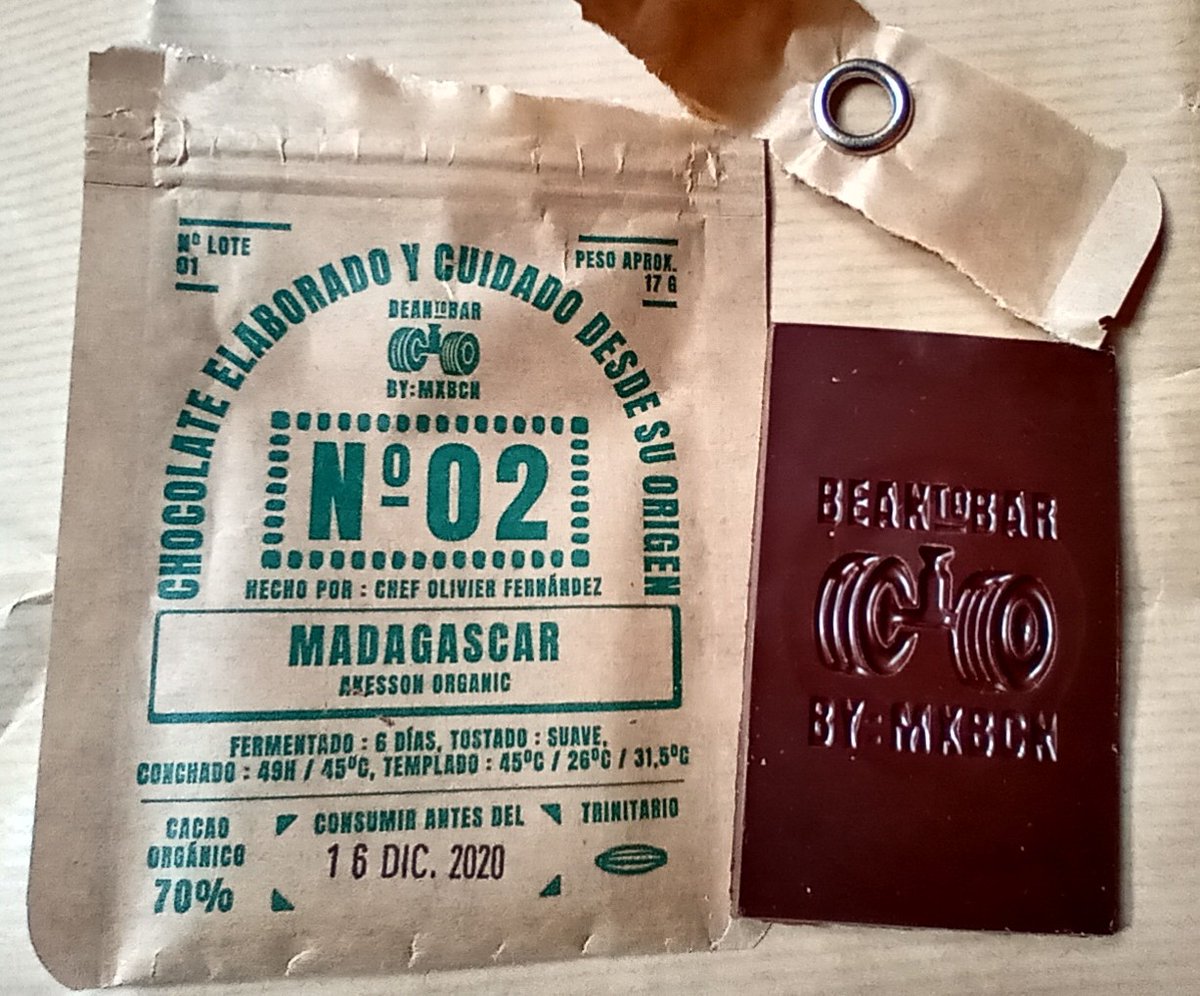 Nº LOTE
01
PESO APROX.
17 G
CHOCOLATE ELABORADO Y CUIDADO DESDE SU ORIGEN
BEAN TO BAR
BY: MXBCN
Nº 02
HECHO POR : CHEF OLIVIER FERNÁNDEZ
MADAGASCAR
AKESSON ORGANIC
FERMENTADO : 6 DÍAS, TOSTADO : SUAVE,
CONCHADO : 49H / 45ºC, TEMPLADO : 45ºC / 26ºC / 31,5ºC
CACAO
ORGÁNICO
70%
CONSUMIR ANTES DEL
16 DIC. 2020
TRINITARIO
BEAN TO BAR
BY: MXBCN